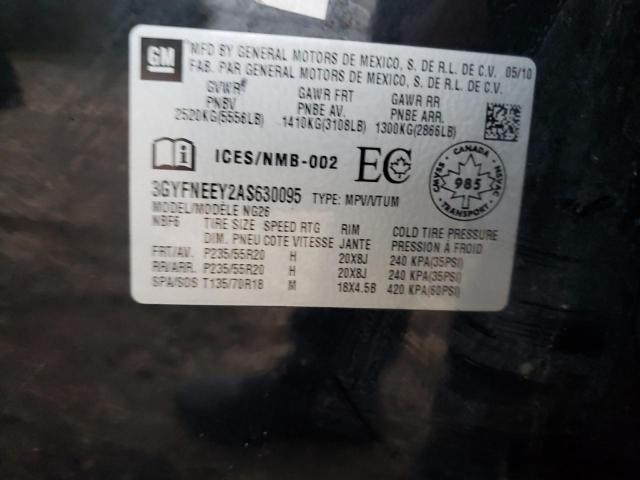 GM
MFD BY GENERAL MOTORS DE MEXICO, S. DE R.L. DE C.V. 05/10
FAB. PAR GENERAL MOTORS DE MEXICO, S. DE R.L. DE C.V.
GVWR GAWR FRT GAWR RR
PNBV PNBE AV. PNBE ARR.
2520KG(5556LB) 1410KG(3108LB) 1300KG(2866LB)
ICES/NMB-002 EC
CANADA
CMVSS NSVAC
985
TRANSPORT
3GYFNEEY2AS630095 TYPE: MPV/VTUM
MODEL/MODELE NG26
NBF6 TIRE SIZE SPEED RTG RIM COLD TIRE PRESSURE
DIM. PNEU COTE VITESSE JANTE PRESSION À FROID
FRT/AV. P235/55R20 H 20X8J 240 KPA(35PSI)
RR/ARR. P235/55R20 H 20X8J 240 KPA(35PSI)
SPA/SOS T135/70R18 M 18X4.5B 420 KPA(60PSI)